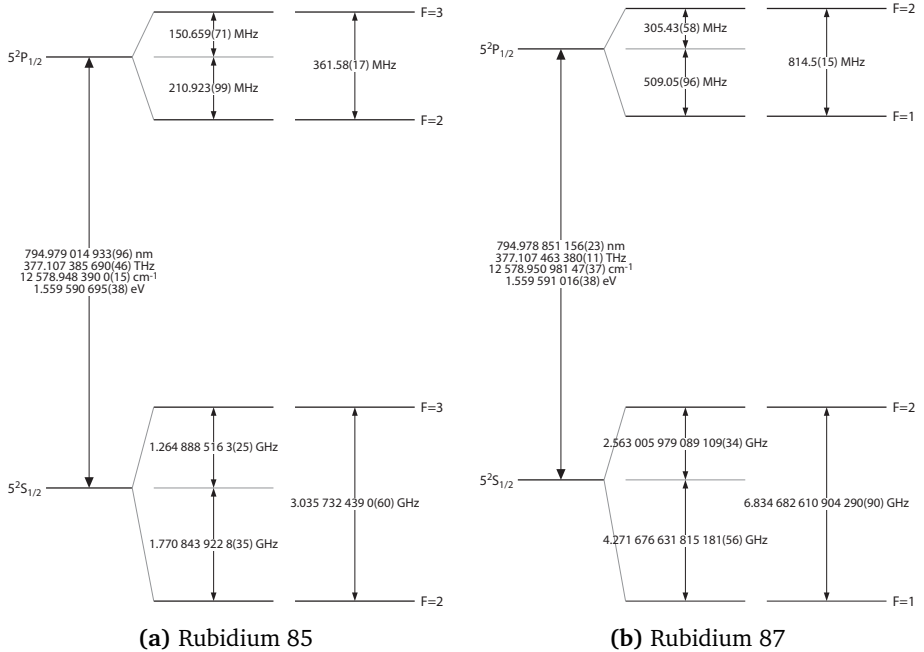 F=3
150.659(71) MHz
5²P₁/₂
361.58(17) MHz
210.923(99) MHz
F=2
794.979 014 933(96) nm
377.107 385 690(46) THz
12 578.948 390 0(15) cm⁻¹
1.559 590 695(38) eV
F=3
1.264 888 516 3(25) GHz
5²S₁/₂
3.035 732 439 0(60) GHz
1.770 843 922 8(35) GHz
F=2
(a) Rubidium 85
F=2
305.43(58) MHz
5²P₁/₂
814.5(15) MHz
509.05(96) MHz
F=1
794.978 851 156(23) nm
377.107 463 380(11) THz
12 578.950 981 47(37) cm⁻¹
1.559 591 016(38) eV
F=2
2.563 005 979 089 109(34) GHz
5²S₁/₂
6.834 682 610 904 290(90) GHz
4.271 676 631 815 181(56) GHz
F=1
(b) Rubidium 87